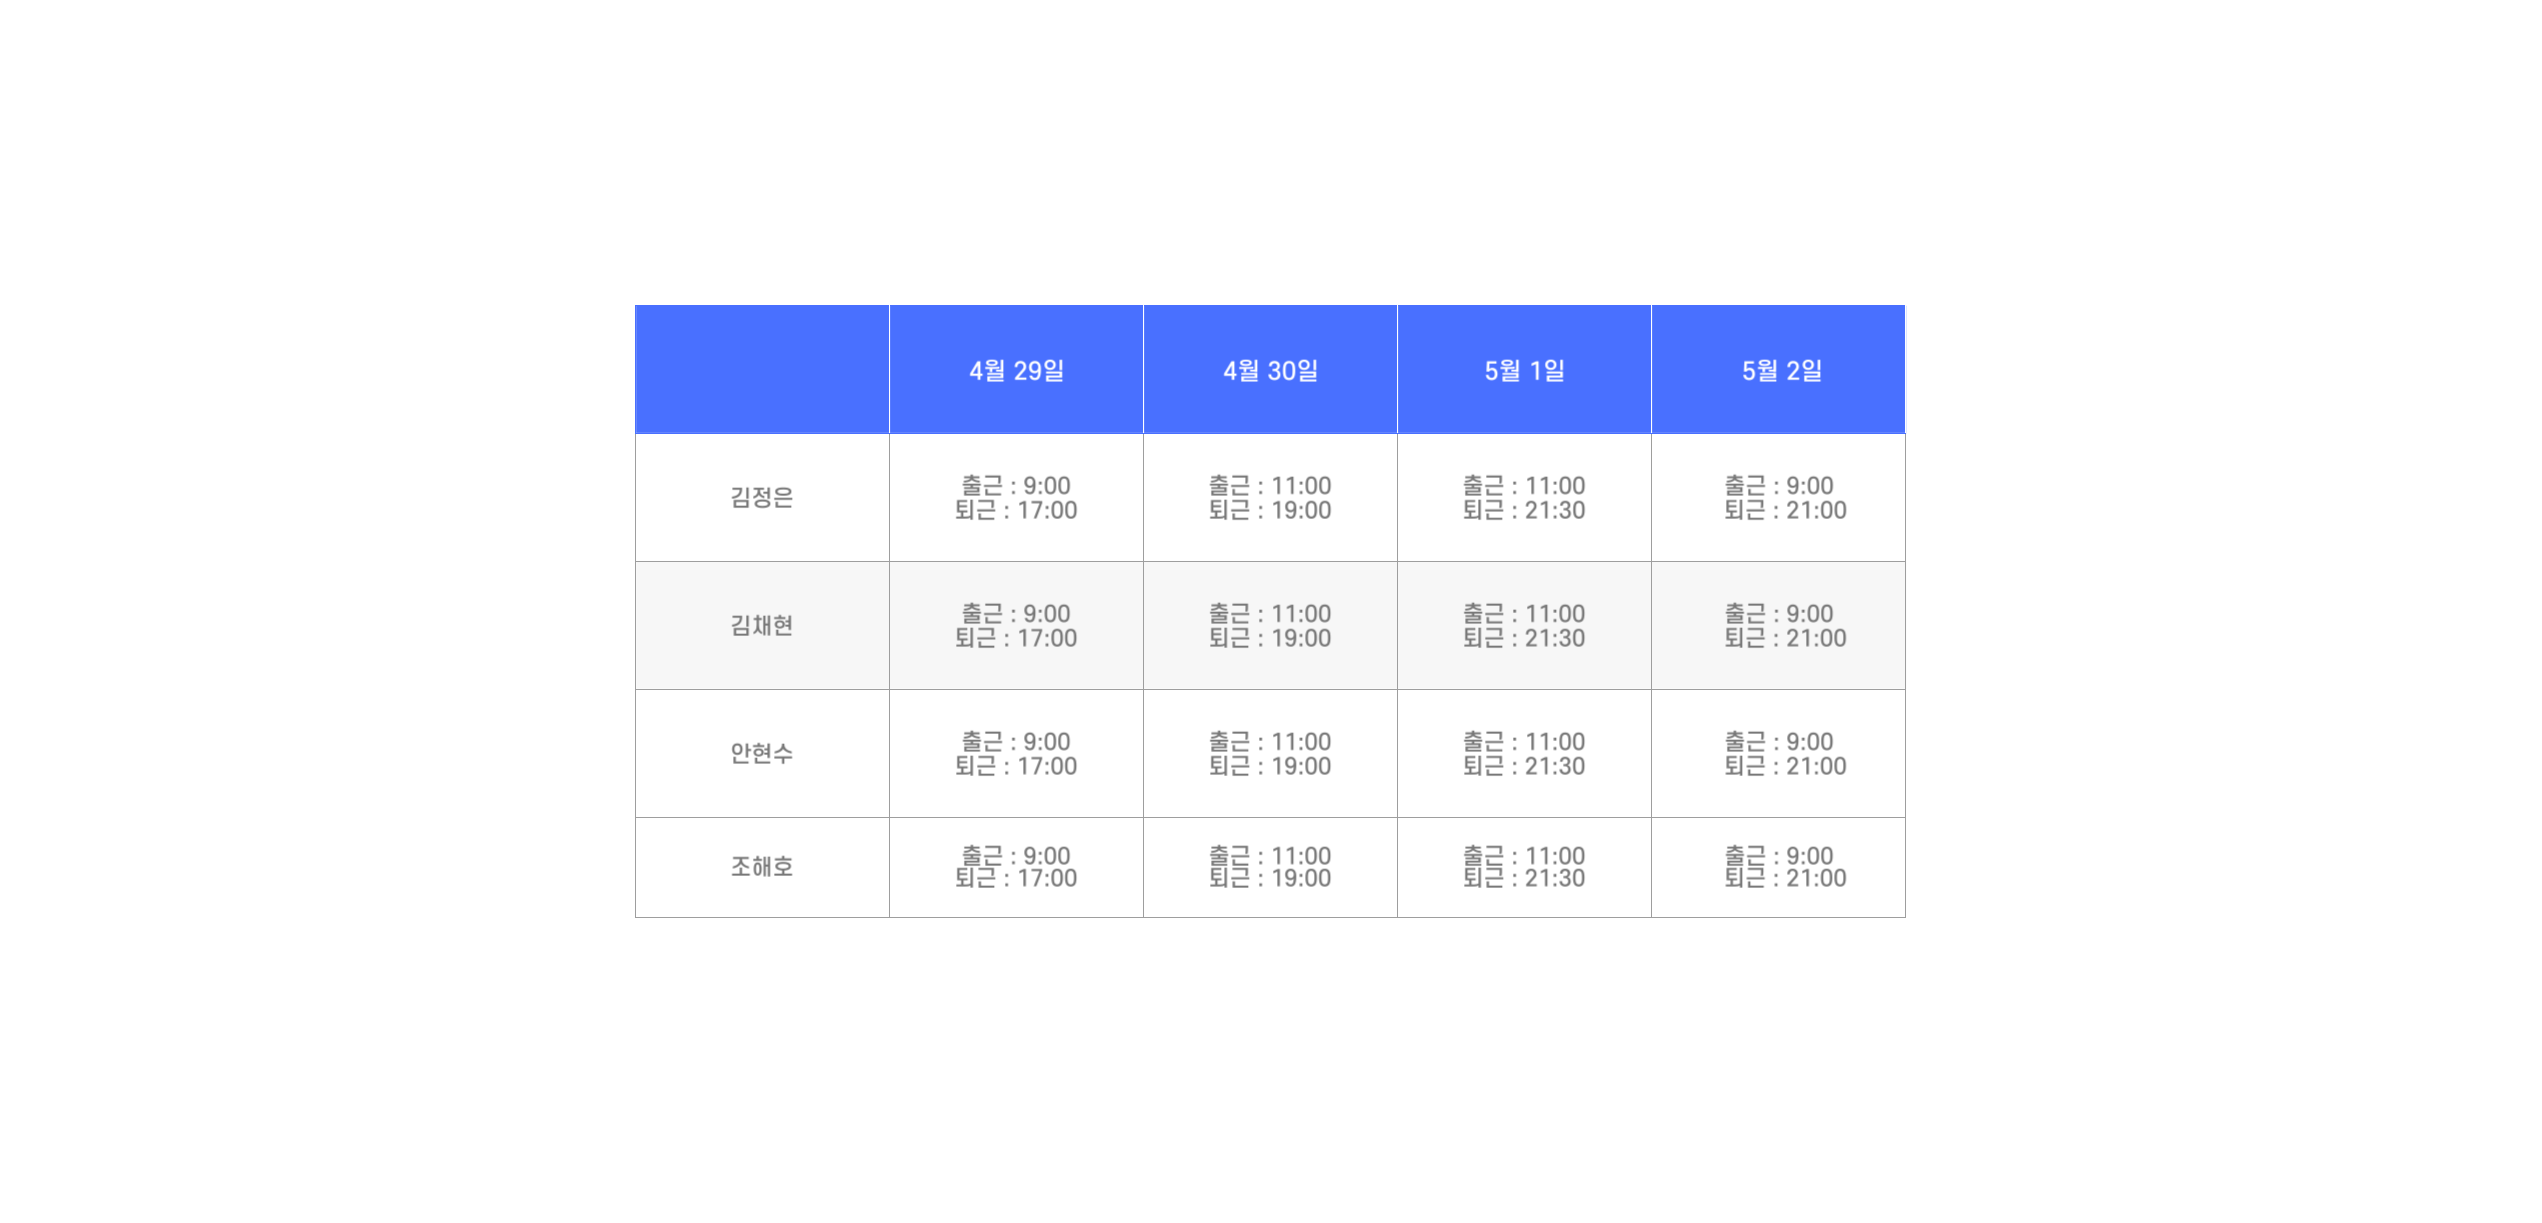 4월 29일 4월 30일 5월 1일 5월 2일
김정은 출근 : 9:00 출근 : 11:00 출근 : 11:00 출근 : 9:00
퇴근 : 17:00 퇴근 : 19:00 퇴근 : 21:30 퇴근 : 21:00
김채현 출근 : 9:00 출근 : 11:00 출근 : 11:00 출근 : 9:00
퇴근 : 17:00 퇴근 : 19:00 퇴근 : 21:30 퇴근 : 21:00
안현수 출근 : 9:00 출근 : 11:00 출근 : 11:00 출근 : 9:00
퇴근 : 17:00 퇴근 : 19:00 퇴근 : 21:30 퇴근 : 21:00
조해호 출근 : 9:00 출근 : 11:00 출근 : 11:00 출근 : 9:00
퇴근 : 17:00 퇴근 : 19:00 퇴근 : 21:30 퇴근 : 21:00